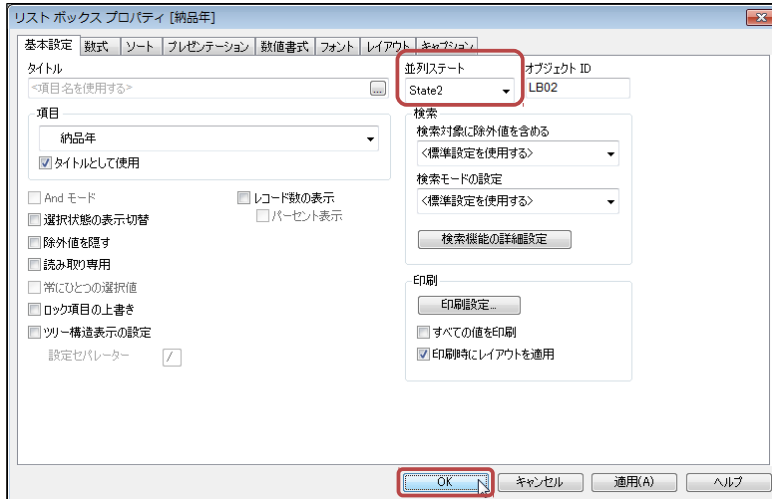 リスト ボックス プロパティ [納品年]
基本設定 数式 ソート プレゼンテーション 数値書式 フォント レイアウト キャプション
タイトル
<項目名を使用する>
...
並列ステート
State2
オブジェクト ID
LB02
項目
納品年
タイトルとして使用
検索
検索対象に除外値を含める
<標準設定を使用する>
検索モードの設定
<標準設定を使用する>
検索機能の詳細設定
And モード
選択状態の表示切替
除外値を隠す
読み取り専用
常にひとつの選択値
ロック項目の上書き
ツリー構造表示の設定
設定セパレーター /
レコード数の表示
パーセント表示
印刷
印刷設定...
すべての値を印刷
印刷時にレイアウトを適用
OK キャンセル 適用(A) ヘルプ